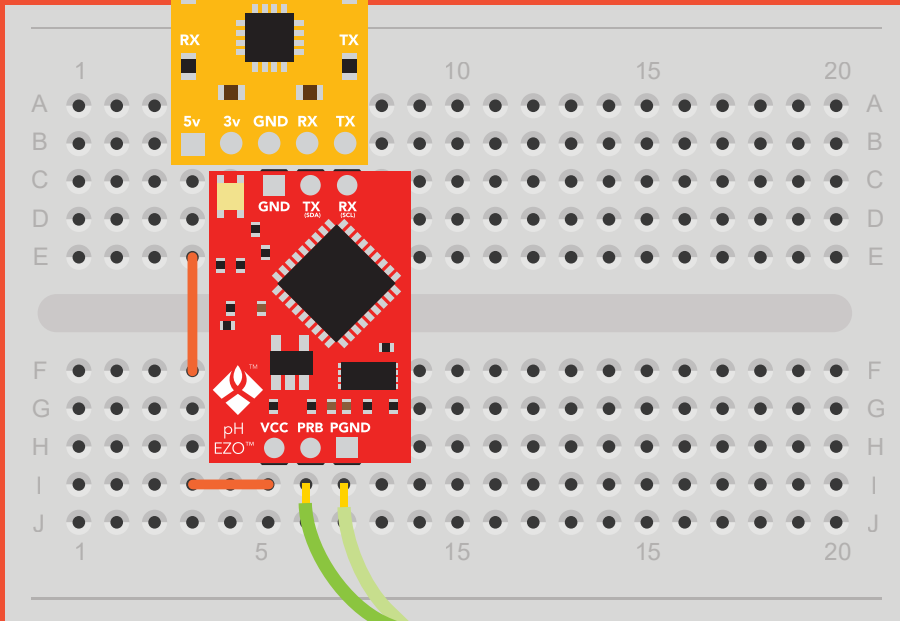 RX TX
1 10 15 20
A A
5v 3v GND RX TX
B B
C C
GND TX RX
(SDA) (SCL)
D D
E E
F TM F
G G
VCC PRB PGND
pH
H H
EZO™
I I
J J
1 5 15 15 20